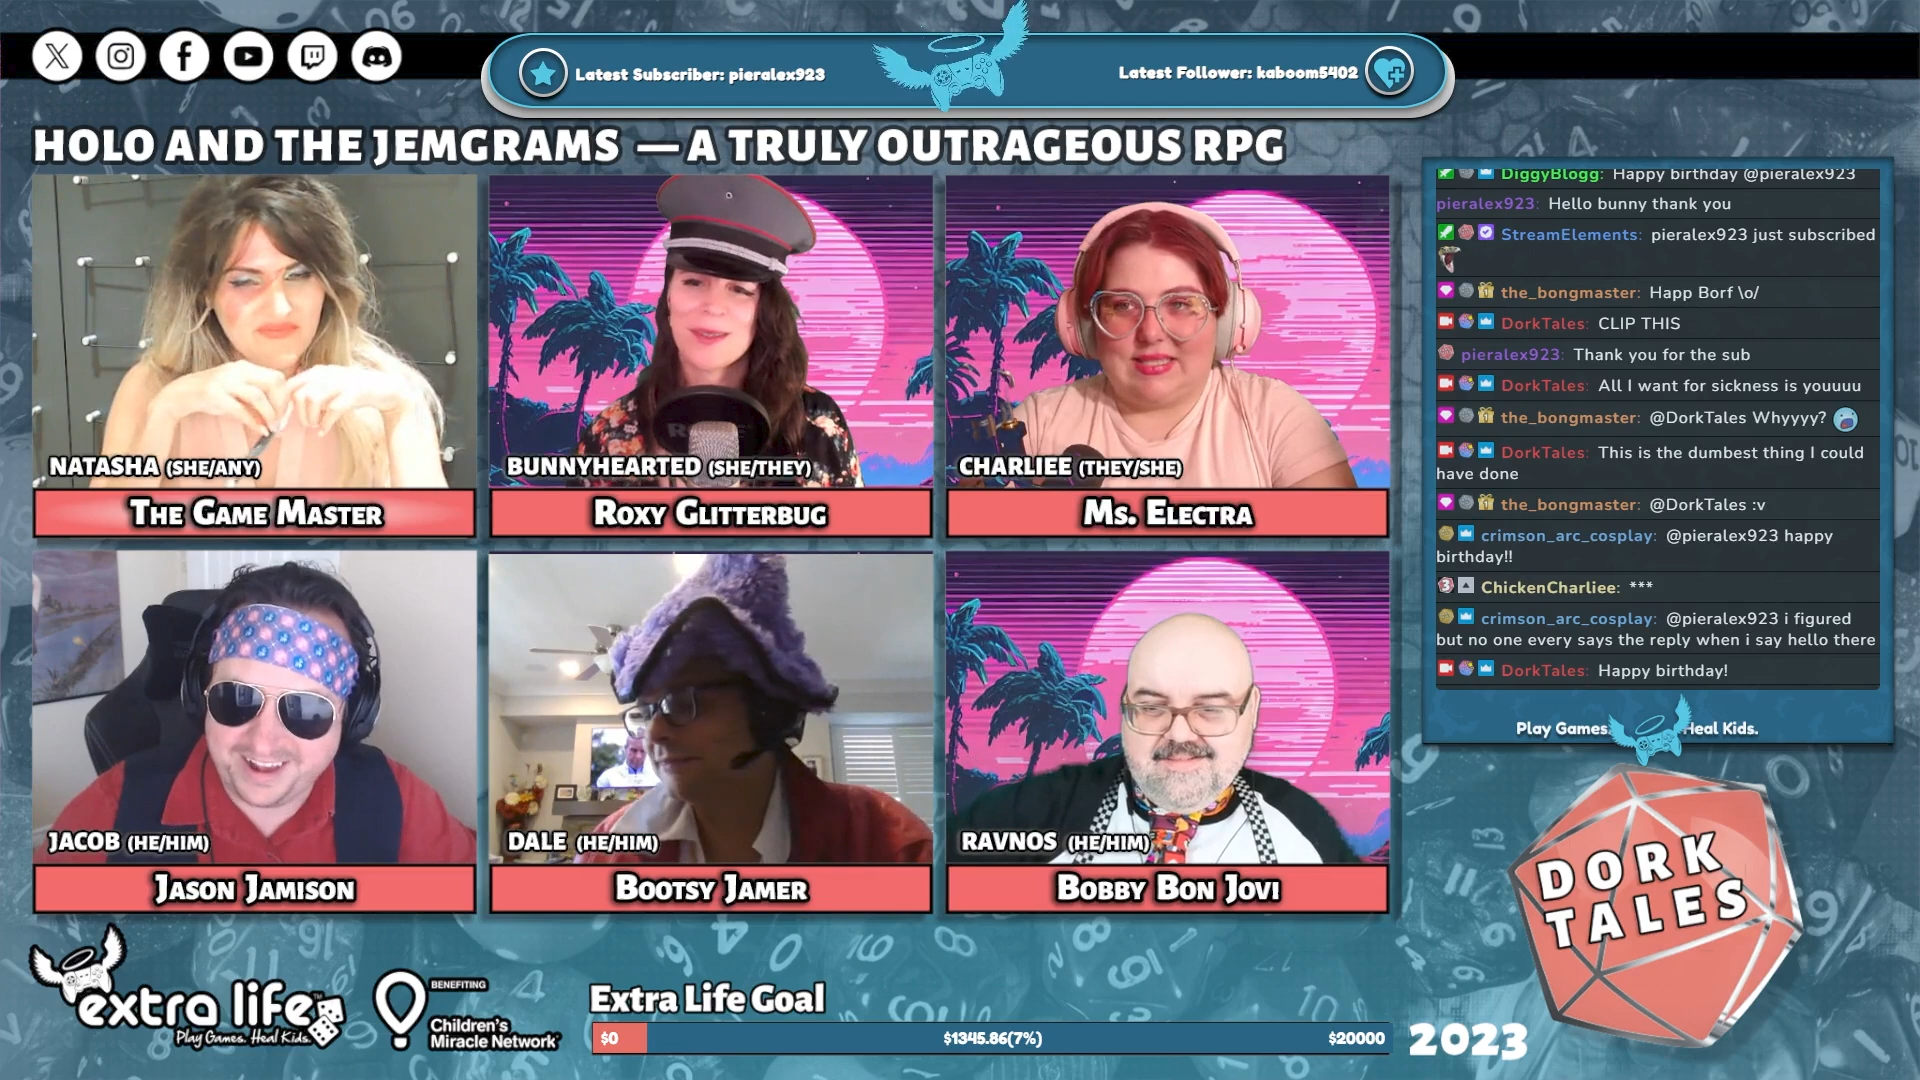 Latest Subscriber: pieralex923
Latest Follower: kaboom5402
HOLO AND THE JEMGRAMS — A TRULY OUTRAGEOUS RPG
NATASHA (SHE/ANY)
THE GAME MASTER
BUNNYHEARTED (SHE/THEY)
ROXY GLITTERBUG
CHARLIEE (THEY/SHE)
MS. ELECTRA
JACOB (HE/HIM)
JASON JAMISON
DALE (HE/HIM)
BOOTSY JAMER
RAVNOS (HE/HIM)
BOBBY BON JOVI
DiggyBlogg: Happy birthday @pieralex923
pieralex923: Hello bunny thank you
StreamElements: pieralex923 just subscribed
the_bongmaster: Happ Borf \o/
DorkTales: CLIP THIS
pieralex923: Thank you for the sub
DorkTales: All I want for sickness is youuuu
the_bongmaster: @DorkTales Whyyyy?
DorkTales: This is the dumbest thing I could
have done
the_bongmaster: @DorkTales :v
crimson_arc_cosplay: @pieralex923 happy
birthday!!
ChickenCharliee: ***
crimson_arc_cosplay: @pieralex923 i figured
but no one every says the reply when i say hello there
DorkTales: Happy birthday!
Play Games. Heal Kids.
DORK
TALES
extra life
Play Games. Heal Kids.
BENEFITING
Children's
Miracle Network
Extra Life Goal
$0
$1345.86(7%)
$20000
2023